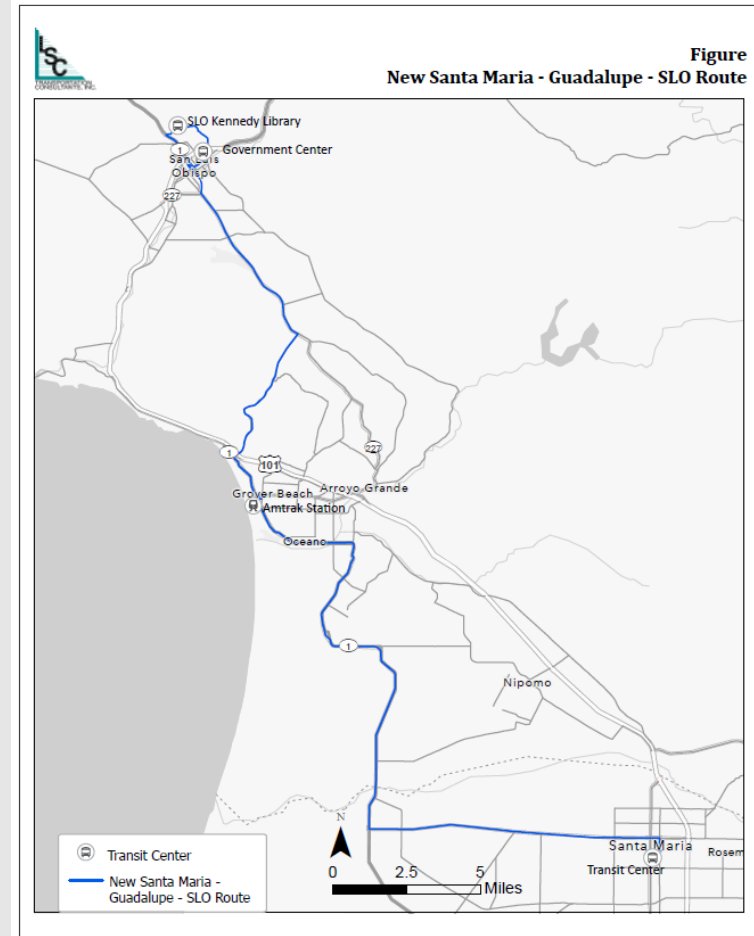 LSC
TRANSPORTATION
CONSULTANTS, INC.
Figure
New Santa Maria - Guadalupe - SLO Route
SLO Kennedy Library
1
Government Center
San Luis
Obispo
227
227
1
101
Grover Beach
Arroyo Grande
Amtrak Station
Oceano
1
Nipomo
N
Santa Maria
Rosem
Transit Center
Transit Center
New Santa Maria -
Guadalupe - SLO Route
0 2.5 5
Miles